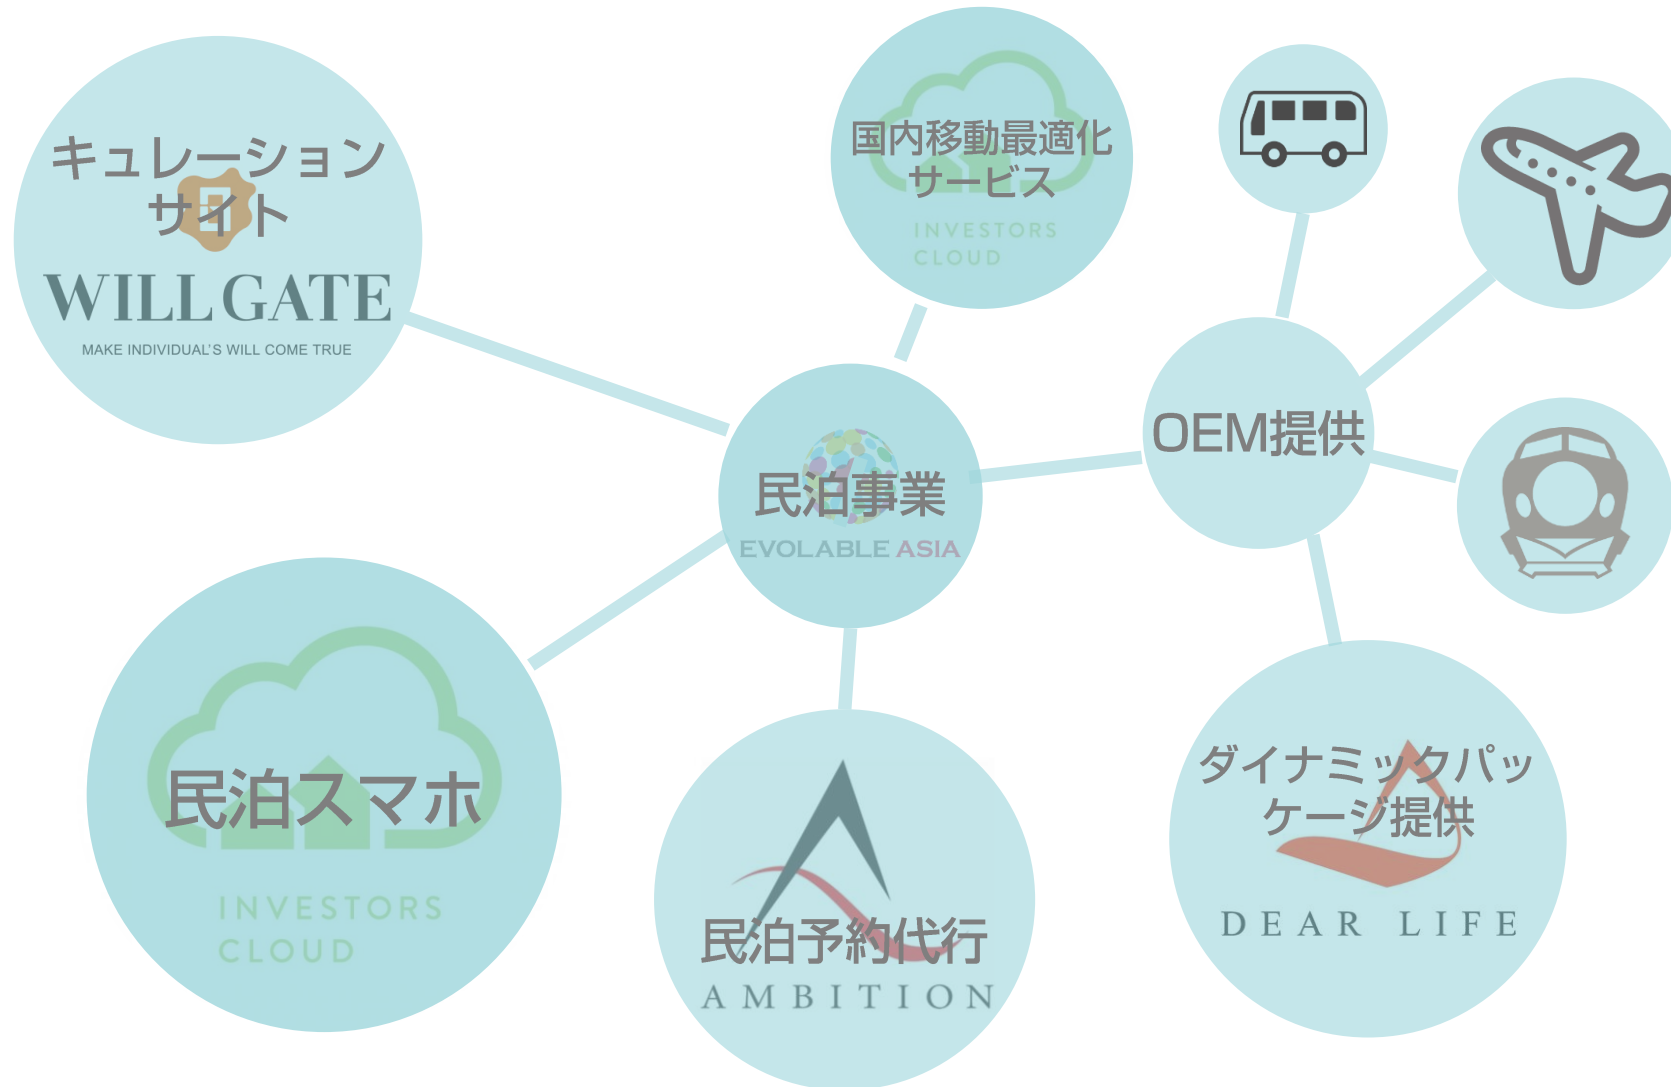 キュレーション
サイト
WILLGATE
MAKE INDIVIDUAL'S WILL COME TRUE
国内移動最適化
サービス
INVESTORS
CLOUD
民泊事業
EVOLABLE ASIA
OEM提供
民泊スマホ
INVESTORS
CLOUD
民泊予約代行
AMBITION
ダイナミックパッ
ケージ提供
DEAR LIFE